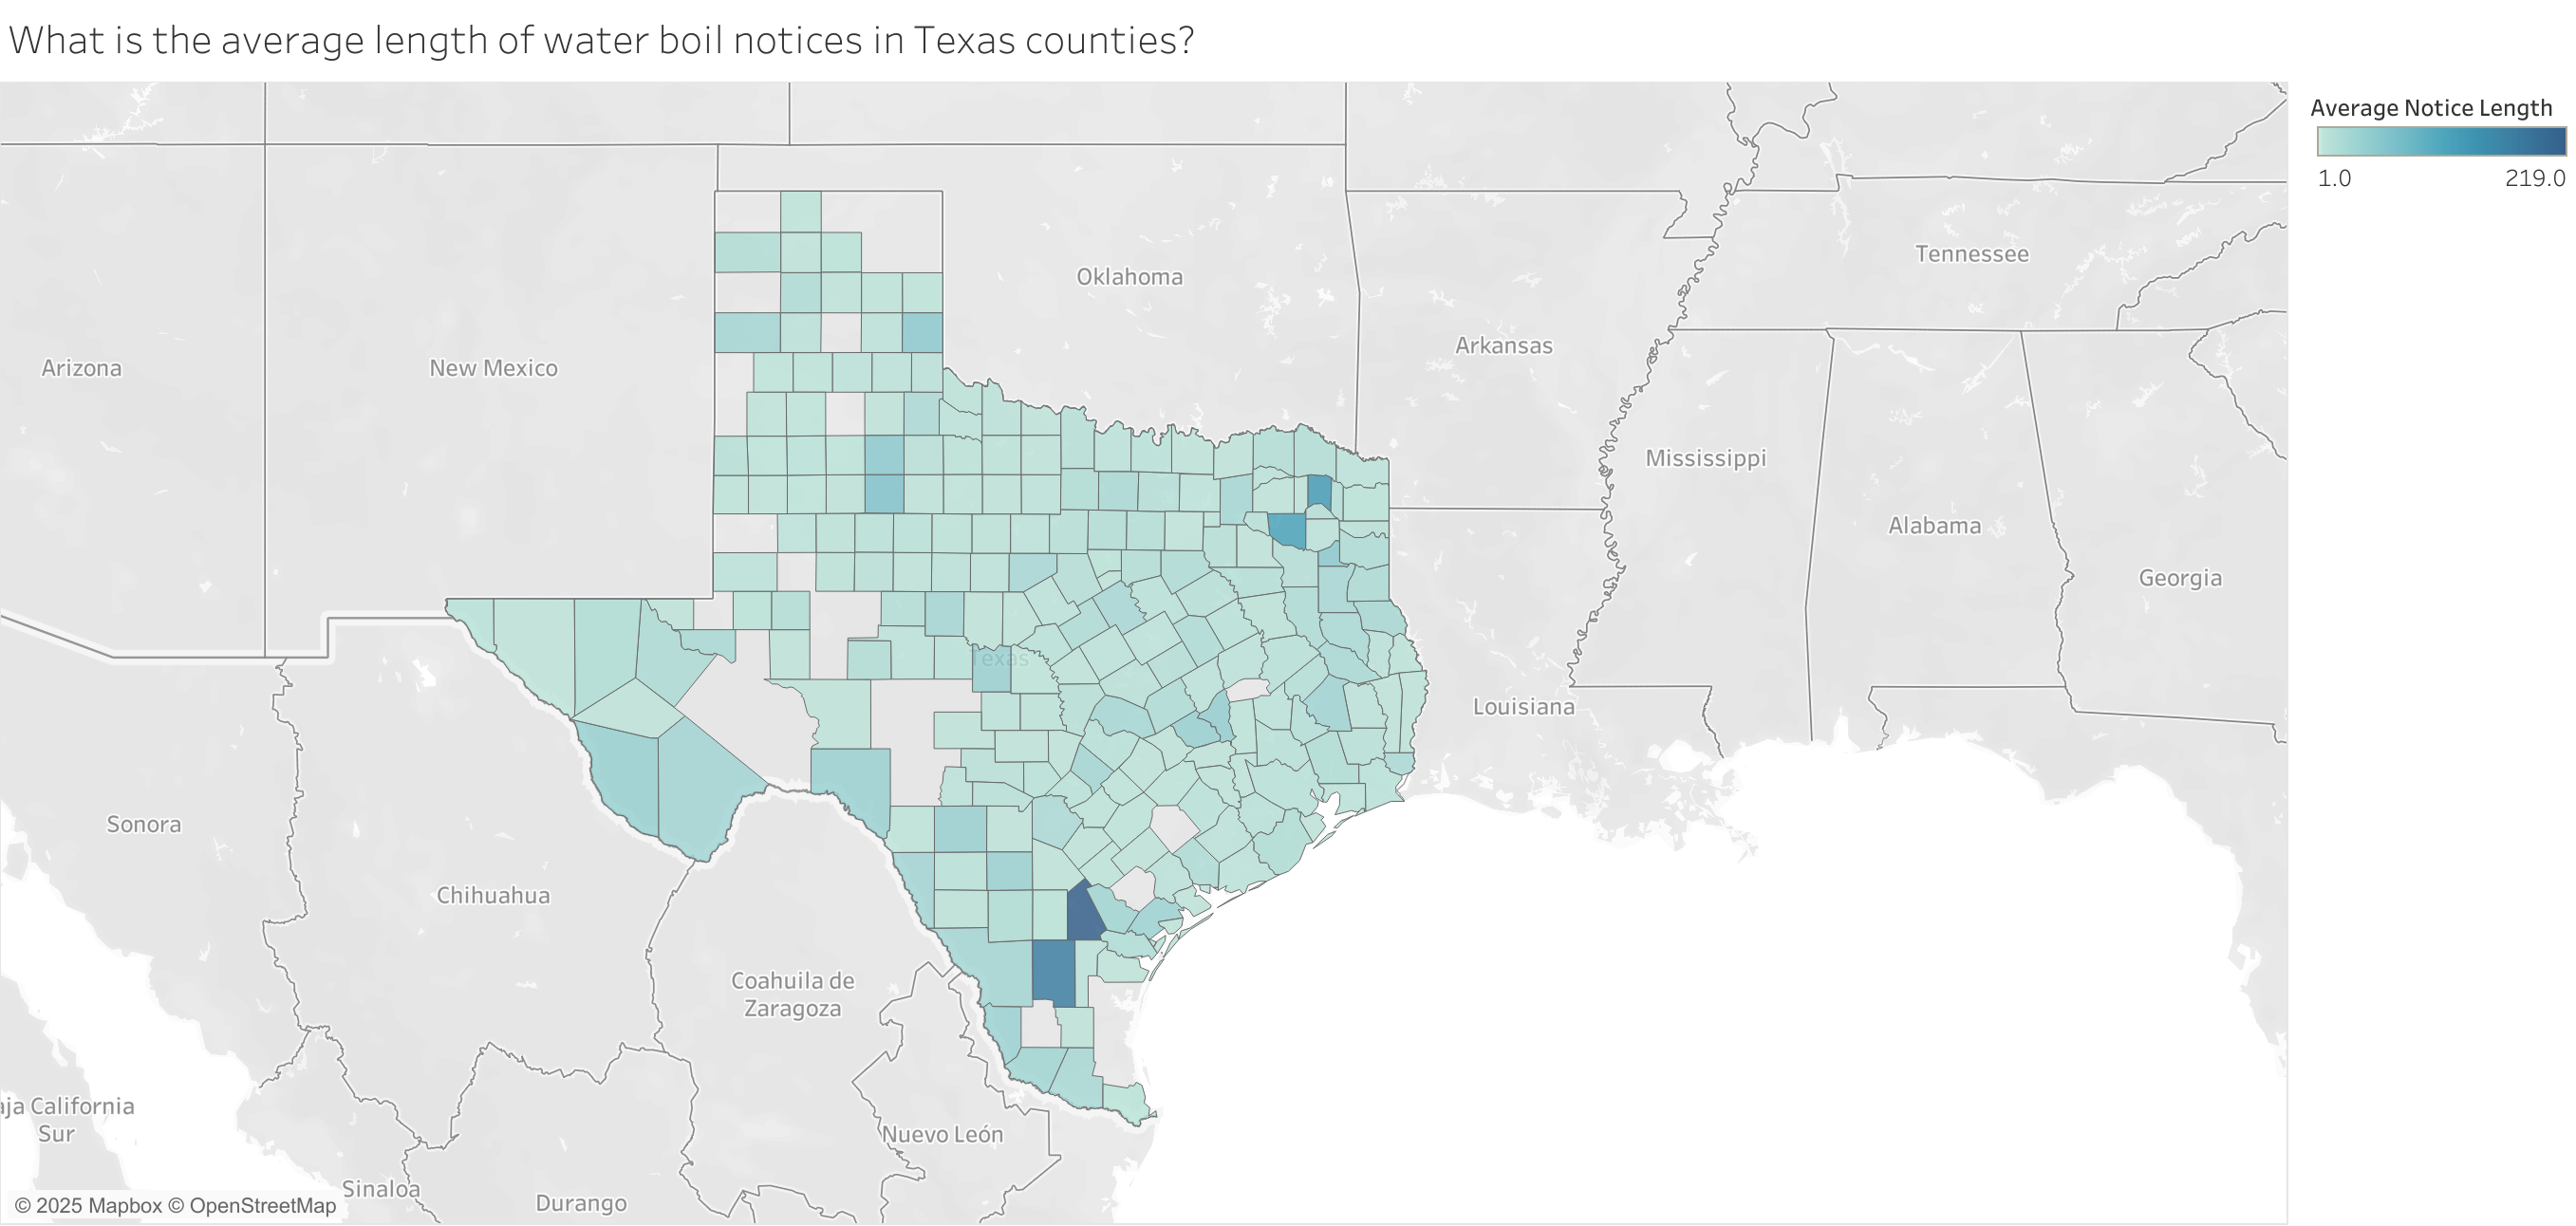 What is the average length of water boil notices in Texas counties?
Average Notice Length
1.0 219.0
Tennessee
Oklahoma
Arkansas
Arizona
New Mexico
Mississippi
Alabama
Georgia
Texas
Louisiana
Sonora
Chihuahua
Coahuila de
Zaragoza
aja California
Sur
Nuevo León
Sinaloa
Durango
© 2025 Mapbox © OpenStreetMap